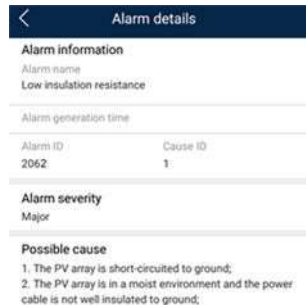 Alarm details
Alarm information
Alarm name
Low insulation resistance
Alarm generation time
Alarm ID Cause ID
2062 1
Alarm severity
Major
Possible cause
1. The PV array is short-circuited to ground;
2. The PV array is in a moist environment and the power
cable is not well insulated to ground;